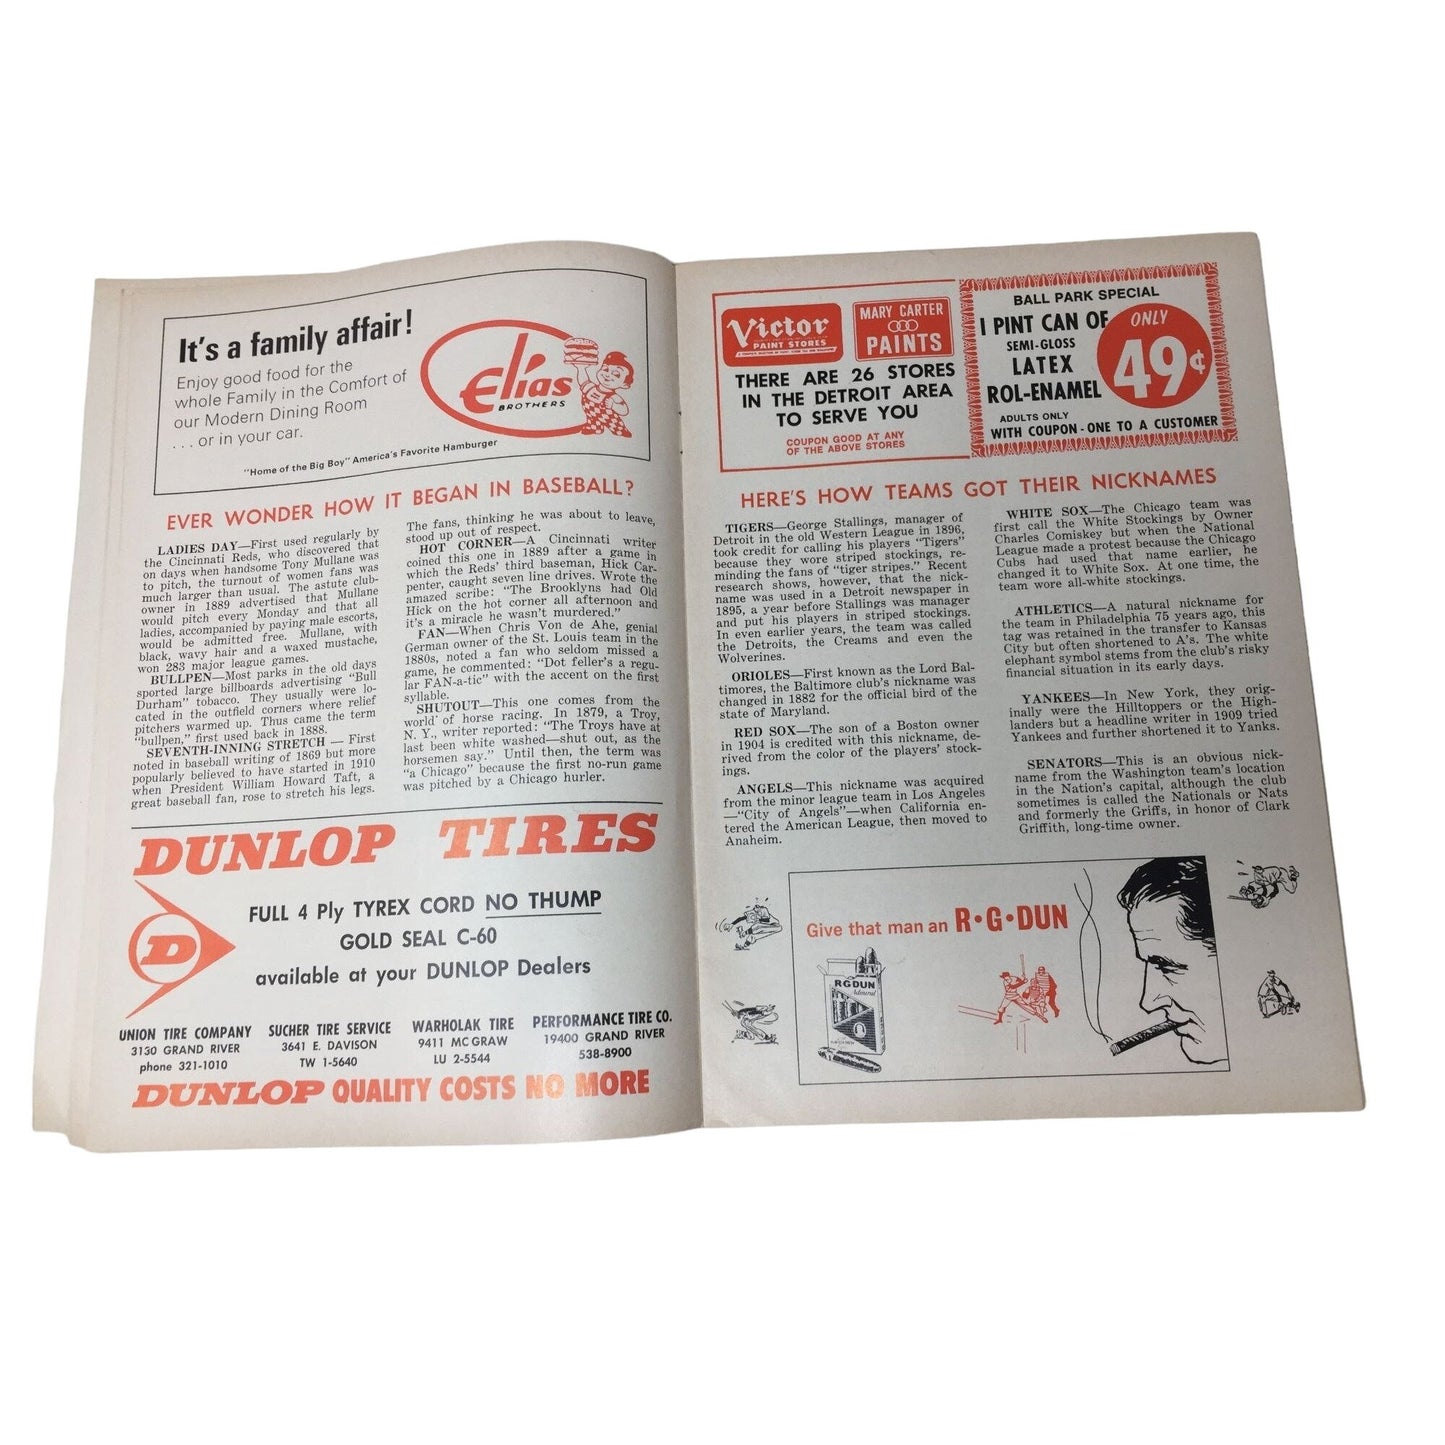 It's a family affair!
Enjoy good food for the
whole Family in the Comfort of
our Modern Dining Room
. . . or in your car.
Elias
BROTHERS
"Home of the Big Boy" America's Favorite Hamburger
EVER WONDER HOW IT BEGAN IN BASEBALL?
LADIES DAY—First used regularly by
the Cincinnati Reds, who discovered that
on days when handsome Tony Mullane was
to pitch, the turnout of women fans was
much larger than usual. The astute club-
owner in 1889 advertised that Mullane
would pitch every Monday and that all
ladies, accompanied by paying male escorts,
would be admitted free. Mullane, with
black, wavy hair and a waxed mustache,
won 283 major league games.
BULLPEN—Most parks in the old days
sported large billboards advertising "Bull
Durham" tobacco. They usually were lo-
cated in the outfield corners where relief
pitchers warmed up. Thus came the term
"bullpen," first used back in 1888.
SEVENTH-INNING STRETCH — First
noted in baseball writing of 1869 but more
popularly believed to have started in 1910
when President William Howard Taft, a
great baseball fan, rose to stretch his legs.
The fans, thinking he was about to leave,
stood up out of respect.
HOT CORNER—A Cincinnati writer
coined this one in 1889 after a game in
which the Reds' third baseman, Hick Car-
penter, caught seven line drives. Wrote the
amazed scribe: "The Brooklyns had Old
Hick on the hot corner all afternoon and
it's a miracle he wasn't murdered."
FAN—When Chris Von de Ahe, genial
German owner of the St. Louis team in the
1880s, noted a fan who seldom missed a
game, he commented: "Dot feller's a regu-
lar FAN-a-tic" with the accent on the first
syllable.
SHUTOUT—This one comes from the
world of horse racing. In 1879, a Troy,
N. Y., writer reported: "The Troys have at
last been white washed—shut out, as the
horsemen say." Until then, the term was
"a Chicago" because the first no-run game
was pitched by a Chicago hurler.
DUNLOP TIRES
D
FULL 4 Ply TYREX CORD NO THUMP
GOLD SEAL C-60
available at your DUNLOP Dealers
UNION TIRE COMPANY
3130 GRAND RIVER
phone 321-1010
SUCHER TIRE SERVICE
3641 E. DAVISON
TW 1-5640
WARHOLAK TIRE
9411 MC GRAW
LU 2-5544
PERFORMANCE TIRE CO.
19400 GRAND RIVER
538-8900
DUNLOP QUALITY COSTS NO MORE
Victor
PAINT STORES
MARY CARTER
PAINTS
THERE ARE 26 STORES
IN THE DETROIT AREA
TO SERVE YOU
COUPON GOOD AT ANY
OF THE ABOVE STORES
BALL PARK SPECIAL
1 PINT CAN OF
SEMI-GLOSS
LATEX
ROL-ENAMEL
ONLY
49¢
ADULTS ONLY
WITH COUPON - ONE TO A CUSTOMER
HERE'S HOW TEAMS GOT THEIR NICKNAMES
TIGERS—George Stallings, manager of
Detroit in the old Western League in 1896,
took credit for calling his players "Tigers"
because they wore striped stockings, re-
minding the fans of "tiger stripes." Recent
research shows, however, that the nick-
name was used in a Detroit newspaper in
1895, a year before Stallings was manager
and put his players in striped stockings.
In even earlier years, the team was called
the Detroits, the Creams and even the
Wolverines.
ORIOLES—First known as the Lord Bal-
timores, the Baltimore club's nickname was
changed in 1882 for the official bird of the
state of Maryland.
RED SOX—The son of a Boston owner
in 1904 is credited with this nickname, de-
rived from the color of the players' stock-
ings.
ANGELS—This nickname was acquired
from the minor league team in Los Angeles
—"City of Angels"—when California en-
tered the American League, then moved to
Anaheim.
WHITE SOX—The Chicago team was
first call the White Stockings by Owner
Charles Comiskey but when the National
League made a protest because the Chicago
Cubs had used that name earlier, he
changed it to White Sox. At one time, the
team wore all-white stockings.
ATHLETICS—A natural nickname for
the team in Philadelphia 75 years ago, this
tag was retained in the transfer to Kansas
City but often shortened to A's. The white
elephant symbol stems from the club's risky
financial situation in its early days.
YANKEES—In New York, they orig-
inally were the Hilltoppers or the High-
landers but a headline writer in 1909 tried
Yankees and further shortened it to Yanks.
SENATORS—This is an obvious nick-
name from the Washington team's location
in the Nation's capital, although the club
sometimes is called the Nationals or Nats
and formerly the Griffs, in honor of Clark
Griffith, long-time owner.
Give that man an R•G•DUN
RGDUN
Admiral